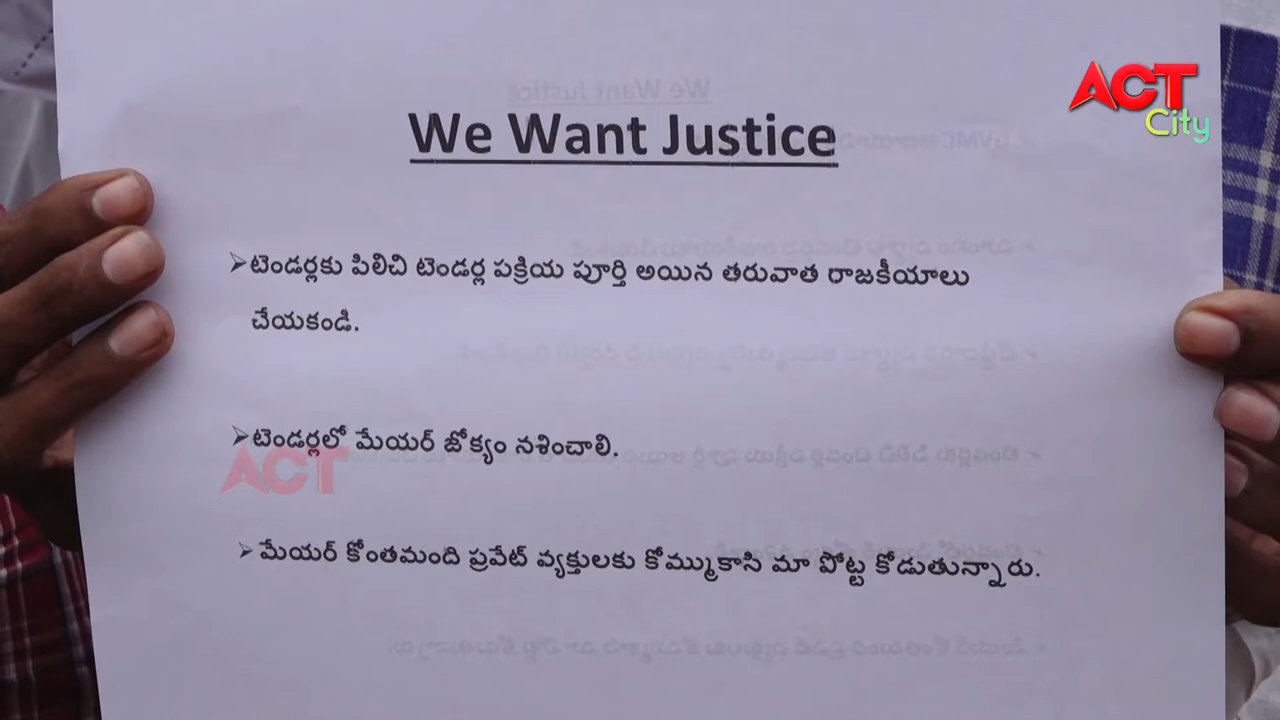 ACT
City
We Want Justice
➢టెండర్లకు పిలిచి టెండర్ల పక్రియ పూర్తి అయిన తరువాత రాజకీయాలు
చేయకండి.
➢టెండర్లలో మేయర్ జోక్యం నశించాలి.
ACT
➢మేయర్ కోంతమంది ప్రవేట్ వ్యక్తులకు కోమ్ముకాసి మా పోట్ట కోడుతున్నారు.